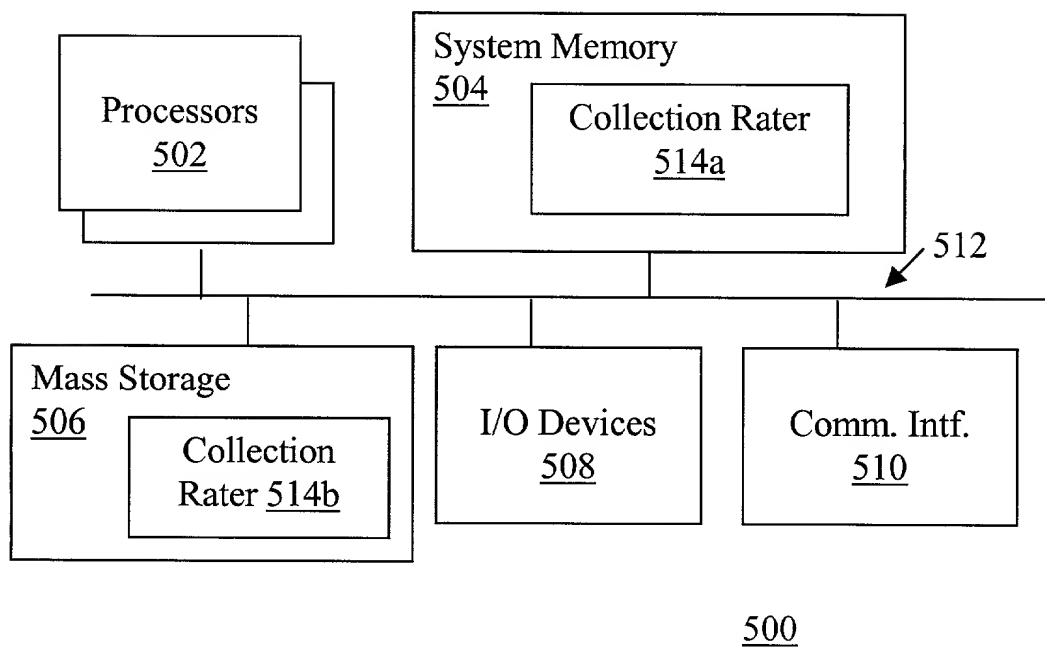 Processors
502
System Memory
504
Collection Rater
514a
512
Mass Storage
506
Collection
Rater 514b
I/O Devices
508
Comm. Intf.
510
500